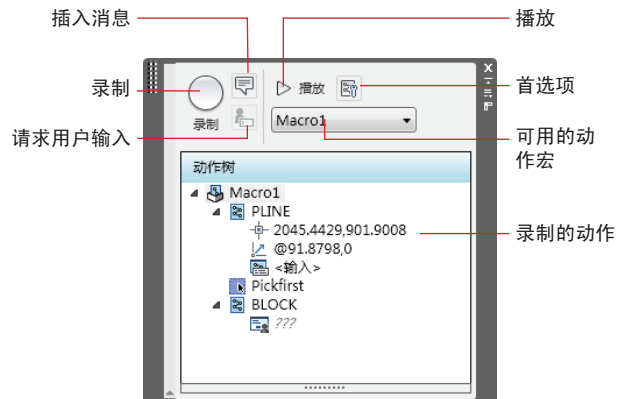 插入消息
播放
录制
首选项
播放
录制
请求用户输入
Macro1
可用的动
作宏
动作树
Macro1
PLINE
2045.4429,901.9008
录制的动作
@91.8798,0
<输入>
Pickfirst
BLOCK
???